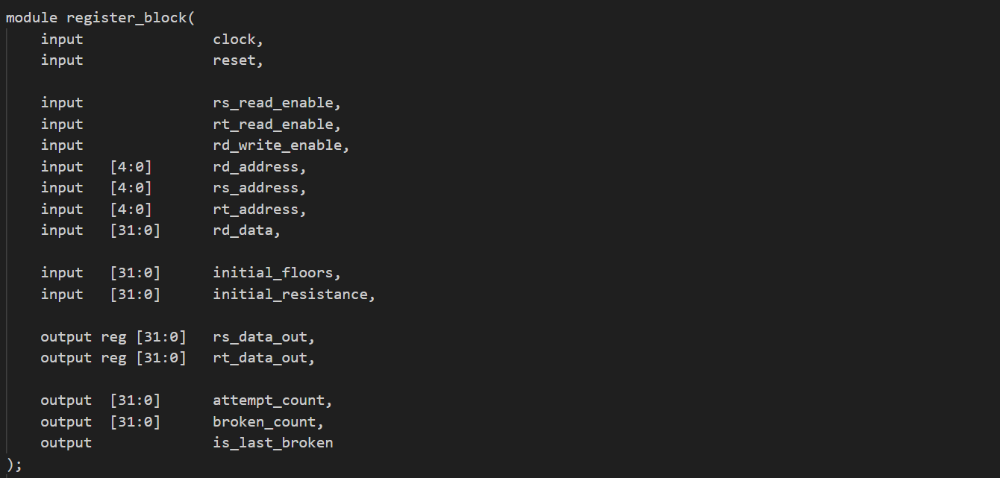 module register_block(
    input               clock,
    input               reset,

    input               rs_read_enable,
    input               rt_read_enable,
    input               rd_write_enable,
    input   [4:0]       rd_address,
    input   [4:0]       rs_address,
    input   [4:0]       rt_address,
    input   [31:0]      rd_data,

    input   [31:0]      initial_floors,
    input   [31:0]      initial_resistance,

    output reg [31:0]   rs_data_out,
    output reg [31:0]   rt_data_out,

    output  [31:0]      attempt_count,
    output  [31:0]      broken_count,
    output              is_last_broken
);